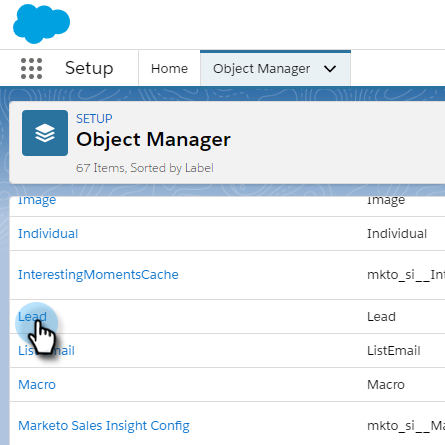 Setup Home Object Manager
SETUP
Object Manager
67 Items, Sorted by Label
Image Image
Individual Individual
InterestingMomentsCache mkto_si__Int
Lead Lead
ListEmail ListEmail
Macro Macro
Marketo Sales Insight Config mkto_si__Ma